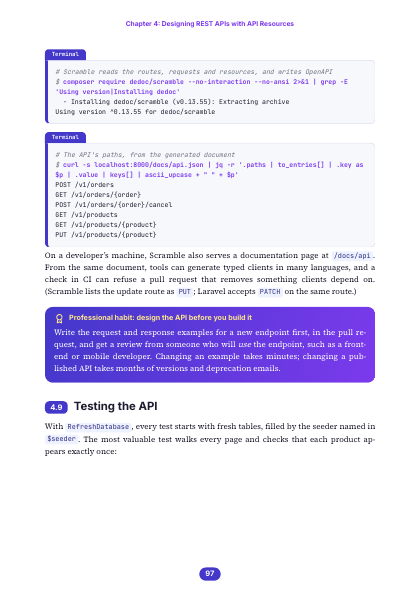 Chapter 4: Designing REST APIs with API Resources
Terminal
# Scramble reads the routes, requests and resources, and writes OpenAPI
$ composer require dedoc/scramble --no-interaction --no-ansi 2>&1 | grep -E
'Using version|Installing dedoc'
- Installing dedoc/scramble (v0.13.55): Extracting archive
Using version ^0.13.55 for dedoc/scramble
Terminal
# The API's paths, from the generated document
$ curl -s localhost:8000/docs/api.json | jq -r '.paths | to_entries[] | .key as
$p | .value | keys[] | ascii_upcase + " " + $p'
POST /v1/orders
GET /v1/orders/{order}
POST /v1/orders/{order}/cancel
GET /v1/products
GET /v1/products/{product}
PUT /v1/products/{product}
On a developer's machine, Scramble also serves a documentation page at /docs/api.
From the same document, tools can generate typed clients in many languages, and a
check in CI can refuse a pull request that removes something clients depend on.
(Scramble lists the update route as PUT; Laravel accepts PATCH on the same route.)
Professional habit: design the API before you build it
Write the request and response examples for a new endpoint first, in the pull re-
quest, and get a review from someone who will use the endpoint, such as a front-
end or mobile developer. Changing an example takes minutes; changing a pub-
lished API takes months of versions and deprecation emails.
4.9 Testing the API
With RefreshDatabase, every test starts with fresh tables, filled by the seeder named in
$seeder. The most valuable test walks every page and checks that each product ap-
pears exactly once:
97